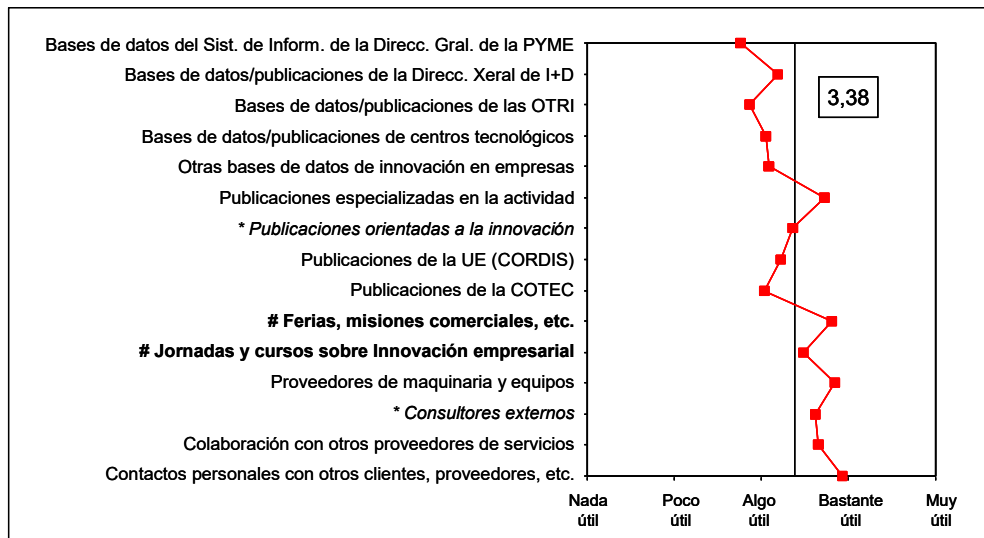 Bases de datos del Sist. de Inform. de la Direcc. Gral. de la PYME
Bases de datos/publicaciones de la Direcc. Xeral de I+D
3,38
Bases de datos/publicaciones de las OTRI
Bases de datos/publicaciones de centros tecnológicos
Otras bases de datos de innovación en empresas
Publicaciones especializadas en la actividad
* Publicaciones orientadas a la innovación
Publicaciones de la UE (CORDIS)
Publicaciones de la COTEC
# Ferias, misiones comerciales, etc.
# Jornadas y cursos sobre Innovación empresarial
Proveedores de maquinaria y equipos
* Consultores externos
Colaboración con otros proveedores de servicios
Contactos personales con otros clientes, proveedores, etc.
Nada útil
Poco útil
Algo útil
Bastante útil
Muy útil